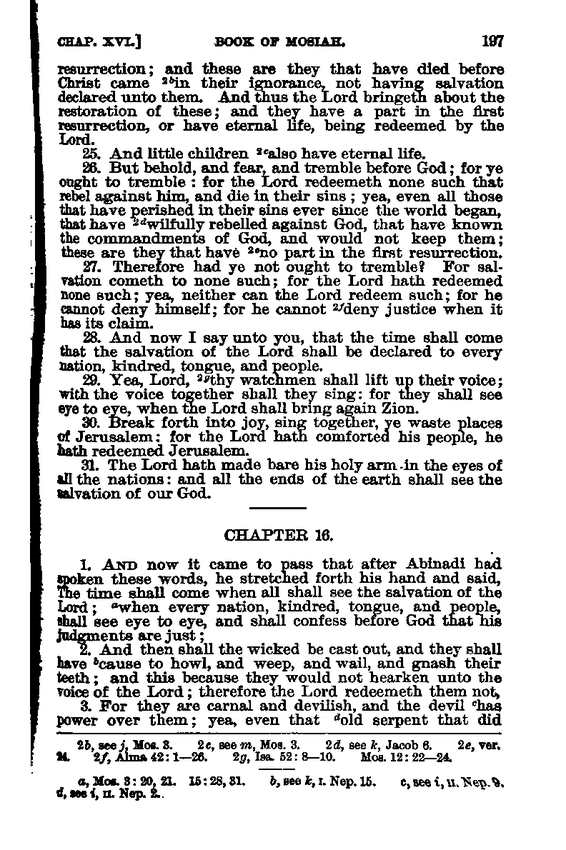 CHAP. XVI.] BOOK OF MOSIAH. 197
resurrection; and these are they that have died before
Christ came 2bin their ignorance, not having salvation
declared unto them. And thus the Lord bringeth about the
restoration of these; and they have a part in the first
resurrection, or have eternal life, being redeemed by the
Lord.
25. And little children 2calso have eternal life.
26. But behold, and fear, and tremble before God; for ye
ought to tremble: for the Lord redeemeth none such that
rebel against him, and die in their sins; yea, even all those
that have perished in their sins ever since the world began,
that have 2dwilfully rebelled against God, that have known
the commandments of God, and would not keep them;
these are they that have 2eno part in the first resurrection.
27. Therefore had ye not ought to tremble? For sal-
vation cometh to none such; for the Lord hath redeemed
none such; yea, neither can the Lord redeem such; for he
cannot deny himself; for he cannot 2fdeny justice when it
has its claim.
28. And now I say unto you, that the time shall come
that the salvation of the Lord shall be declared to every
nation, kindred, tongue, and people.
29. Yea, Lord, 2gthy watchmen shall lift up their voice;
with the voice together shall they sing: for they shall see
eye to eye, when the Lord shall bring again Zion.
30. Break forth into joy, sing together, ye waste places
of Jerusalem: for the Lord hath comforted his people, he
hath redeemed Jerusalem.
31. The Lord hath made bare his holy arm in the eyes of
all the nations: and all the ends of the earth shall see the
salvation of our God.
CHAPTER 16.
1. AND now it came to pass that after Abinadi had
spoken these words, he stretched forth his hand and said,
The time shall come when all shall see the salvation of the
Lord; awhen every nation, kindred, tongue, and people,
shall see eye to eye, and shall confess before God that his
judgments are just;
2. And then shall the wicked be cast out, and they shall
have bcause to howl, and weep, and wail, and gnash their
teeth; and this because they would not hearken unto the
voice of the Lord; therefore the Lord redeemeth them not,
3. For they are carnal and devilish, and the devil chas
power over them; yea, even that dold serpent that did
2b, see j, Mos. 3. 2c, see m, Mos. 3. 2d, see k, Jacob 6. 2e, ver.
24. 2f, Alma 42: 1—26. 2g, Isa. 52: 8—10. Mos. 12: 22—24.
a, Mos. 3: 20, 21. 15: 28, 31. b, see k, I. Nep. 15. c, see i, II. Nep. 9.
d, see i, II. Nep. 2.